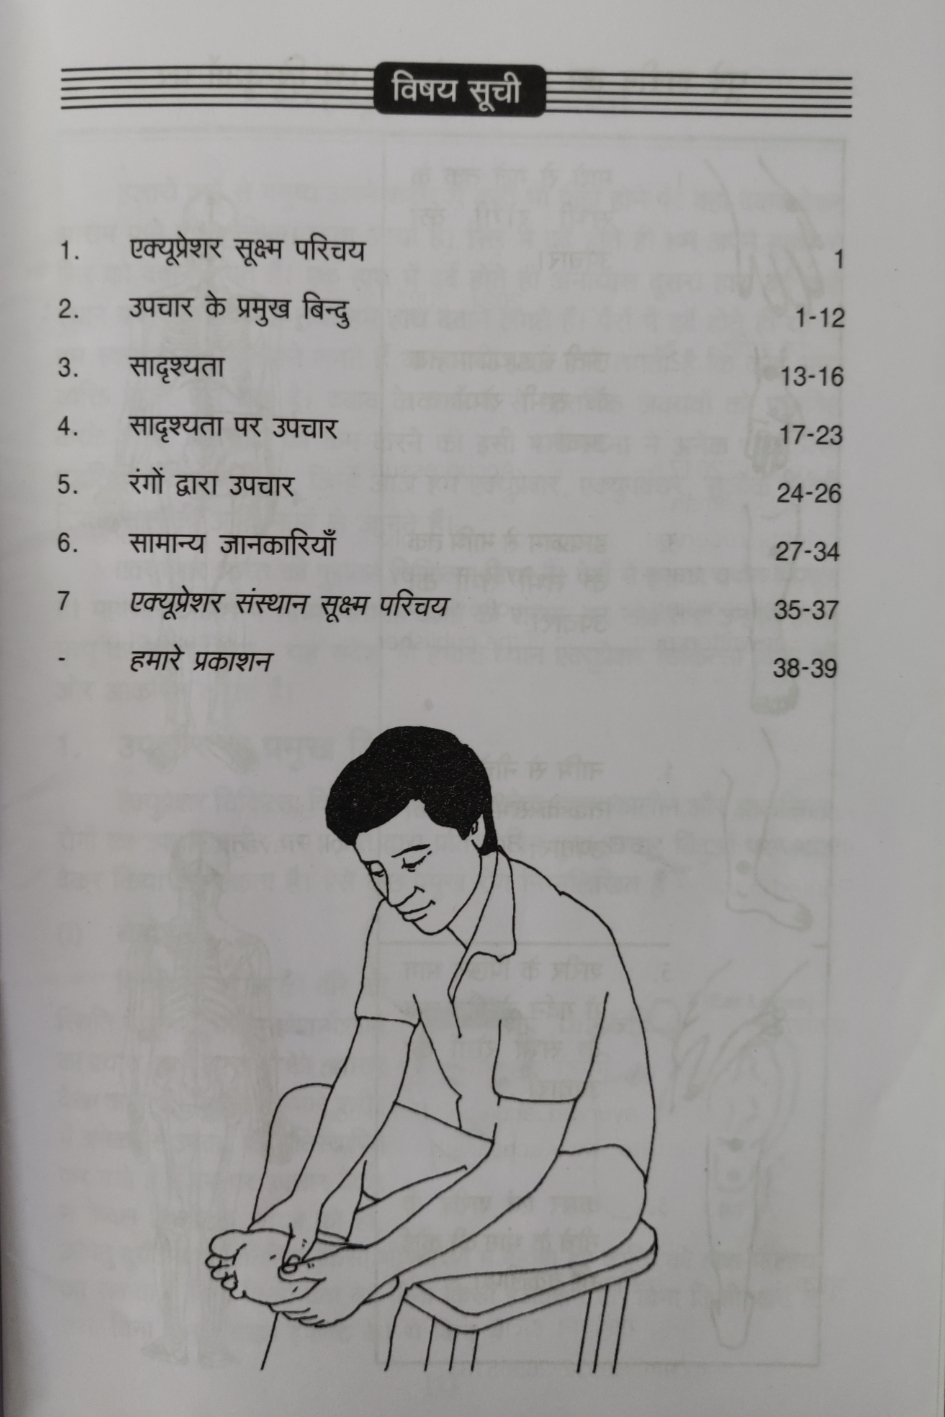 विषय सूची
1. एक्यूप्रेशर सूक्ष्म परिचय 1
2. उपचार के प्रमुख बिन्दु 1-12
3. सादृश्यता 13-16
4. सादृश्यता पर उपचार 17-23
5. रंगों द्वारा उपचार 24-26
6. सामान्य जानकारियाँ 27-34
7 एक्यूप्रेशर संस्थान सूक्ष्म परिचय 35-37
- हमारे प्रकाशन 38-39